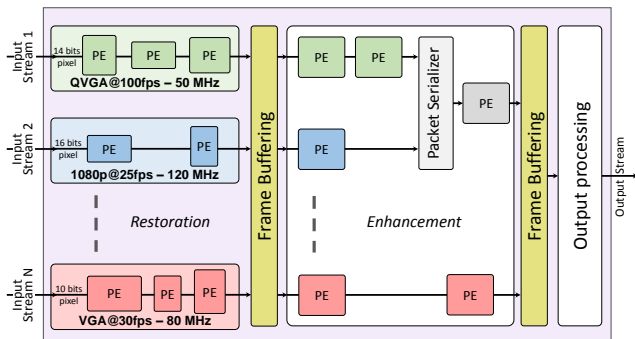 Input
Stream 1
14 bits
pixel
PE
PE
PE
QVGA@100fps – 50 MHz
Input
Stream 2
16 bits
pixel
PE
PE
1080p@25fps – 120 MHz
Restoration
Input
Stream N
10 bits
pixel
PE
PE
PE
VGA@30fps – 80 MHz
Frame Buffering
PE
PE
PE
Packet Serializer
PE
Enhancement
PE
PE
Frame Buffering
Output processing
Output Stream